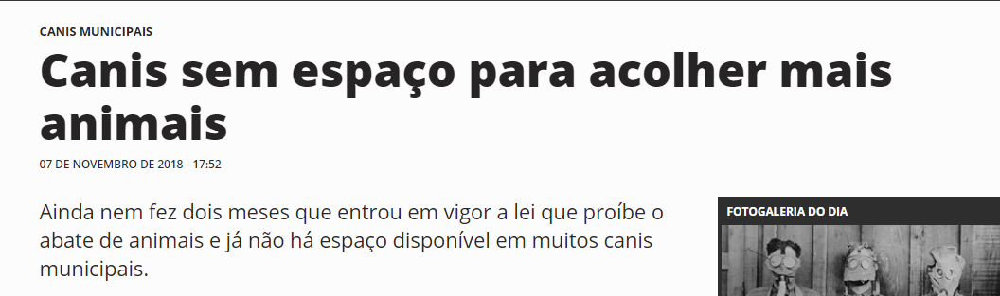 CANIS MUNICIPAIS
Canis sem espaço para acolher mais
animais
07 DE NOVEMBRO DE 2018 - 17:52
Ainda nem fez dois meses que entrou em vigor a lei que proíbe o
abate de animais e já não há espaço disponível em muitos canis
municipais.
FOTOGALERIA DO DIA